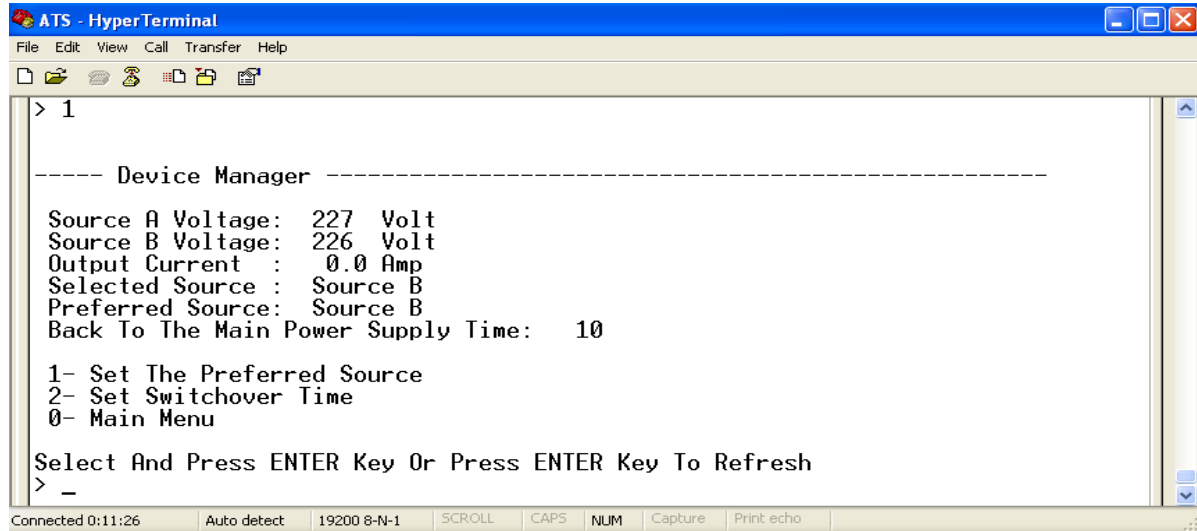 ATS - HyperTerminal
File Edit View Call Transfer Help
> 1
----- Device Manager -----------------------------------------------------
Source A Voltage:  227  Volt
Source B Voltage:  226  Volt
Output Current  :   0.0 Amp
Selected Source :  Source B
Preferred Source:  Source B
Back To The Main Power Supply Time:   10
1- Set The Preferred Source
2- Set Switchover Time
0- Main Menu
Select And Press ENTER Key Or Press ENTER Key To Refresh
> _
Connected 0:11:26 Auto detect 19200 8-N-1 SCROLL CAPS NUM Capture Print echo